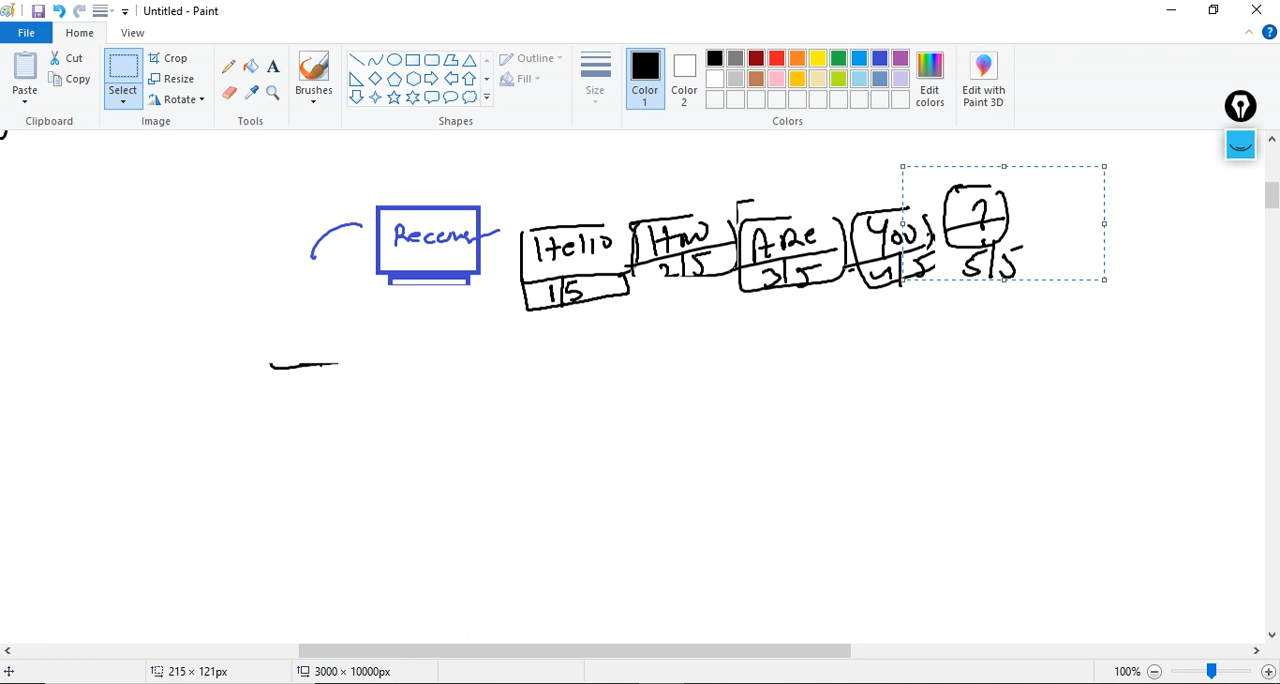 Untitled - Paint
File Home View
Paste Cut Copy Clipboard
Select Crop Resize Rotate Image
Tools
Brushes
Shapes Outline Fill
Size
Color 1 Color 2 Colors
Edit colors
Edit with Paint 3D
Hello ARe You ?
1|5 2|5 3|5 4|5 5|5
215 × 121px 3000 × 10000px 100%